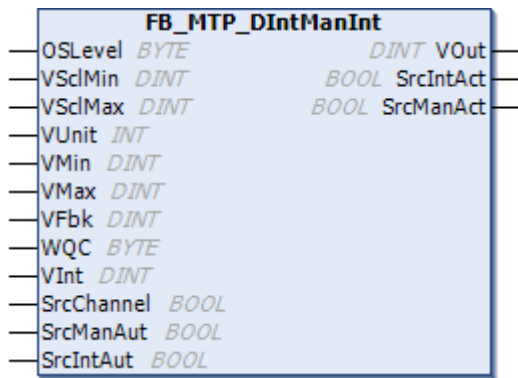 FB_MTP_DIntManInt
OSLevel BYTE DINT VOut
VSclMin DINT BOOL SrcIntAct
VSclMax DINT BOOL SrcManAct
VUnit INT
VMin DINT
VMax DINT
VFbk DINT
WQC BYTE
VInt DINT
SrcChannel BOOL
SrcManAut BOOL
SrcIntAut BOOL